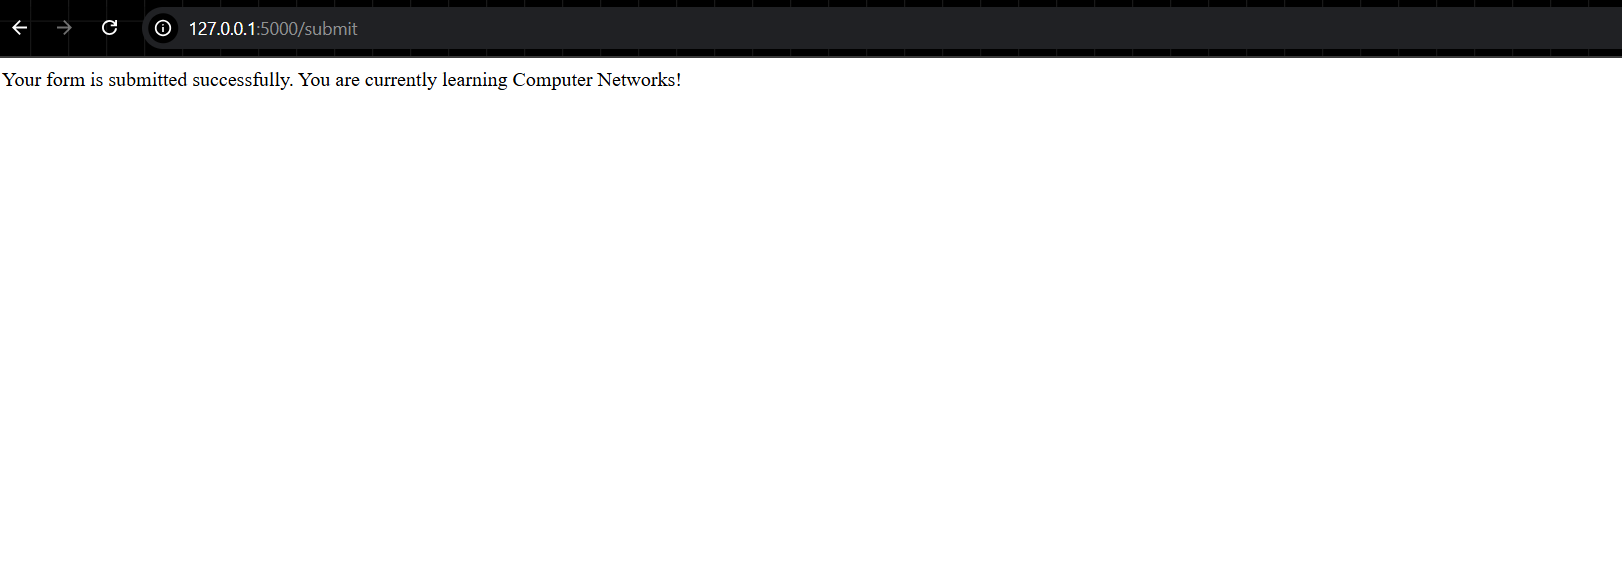 127.0.0.1:5000/submit
Your form is submitted successfully. You are currently learning Computer Networks!